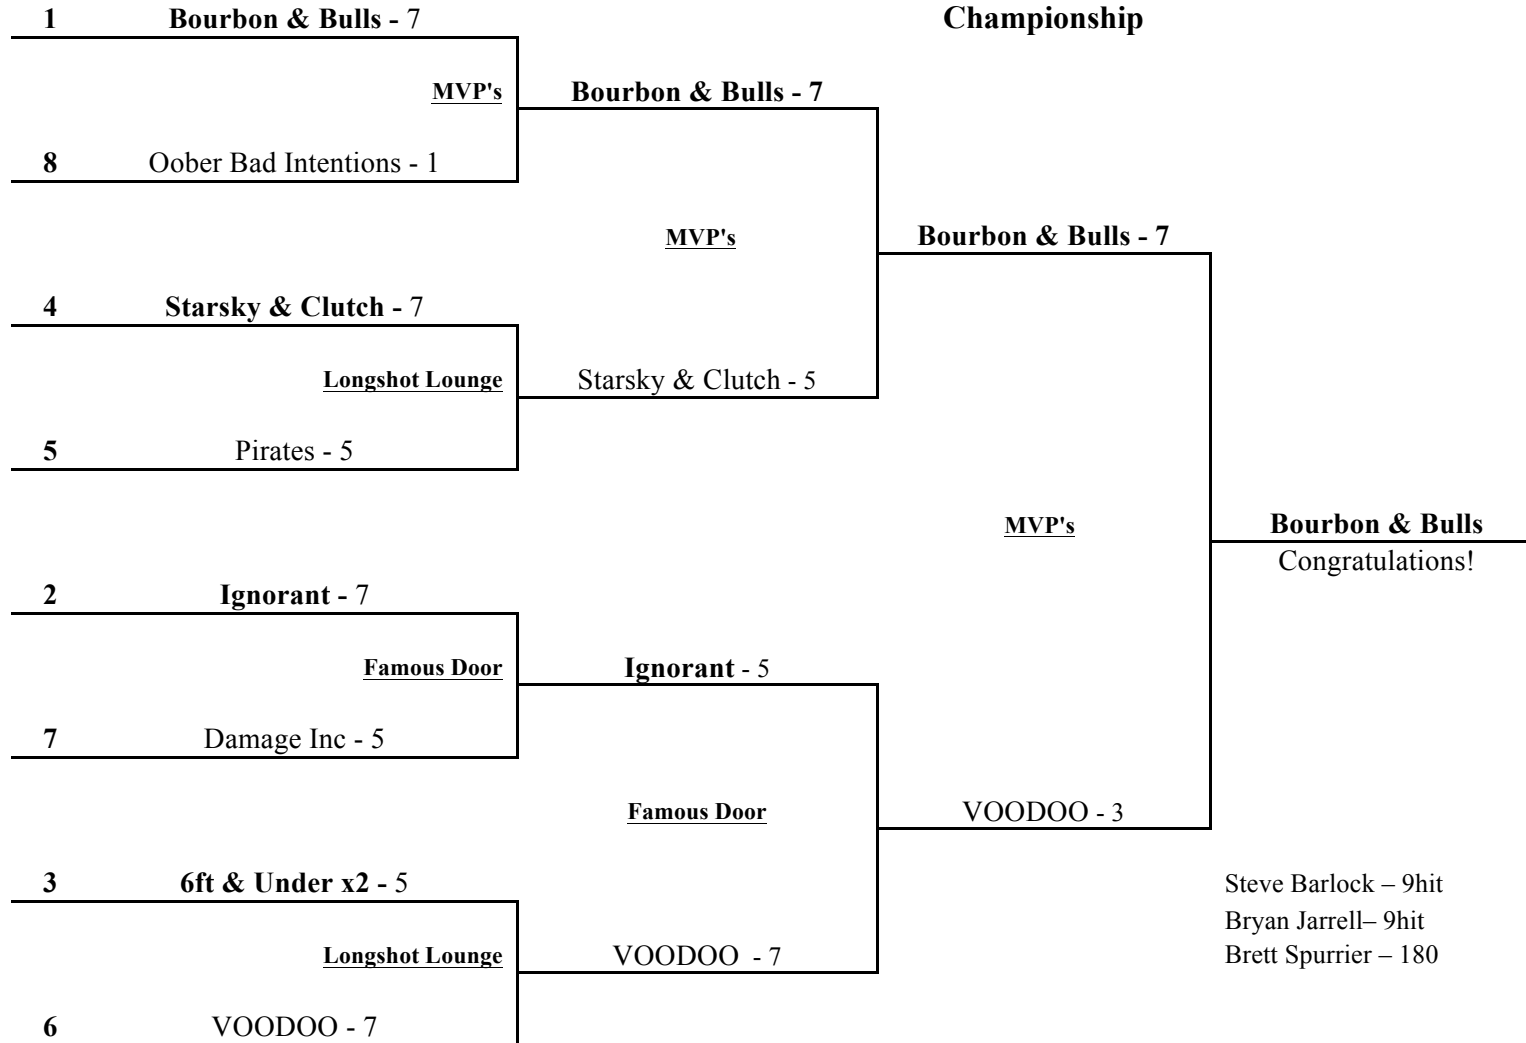 1 Bourbon & Bulls - 7 Championship
MVP's Bourbon & Bulls - 7
8 Oober Bad Intentions - 1
MVP's Bourbon & Bulls - 7
4 Starsky & Clutch - 7
Longshot Lounge Starsky & Clutch - 5
5 Pirates - 5
MVP's Bourbon & Bulls
Congratulations!
2 Ignorant - 7
Famous Door Ignorant - 5
7 Damage Inc - 5
Famous Door VOODOO - 3
3 6ft & Under x2 - 5 Steve Barlock – 9hit
Bryan Jarrell– 9hit
Longshot Lounge VOODOO - 7 Brett Spurrier – 180
6 VOODOO - 7